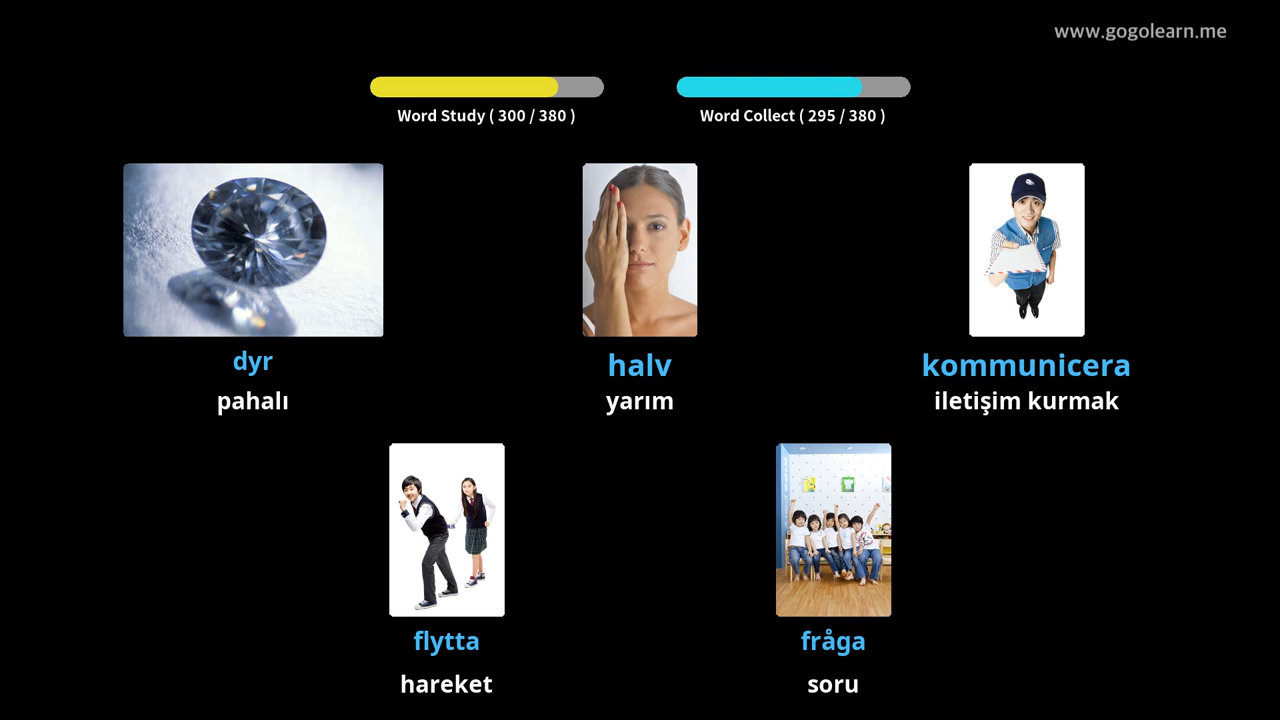 www.gogolearn.me
Word Study ( 300 / 380 )
Word Collect ( 295 / 380 )
dyr
pahalı
halv
yarım
kommunicera
iletişim kurmak
flytta
hareket
fråga
soru